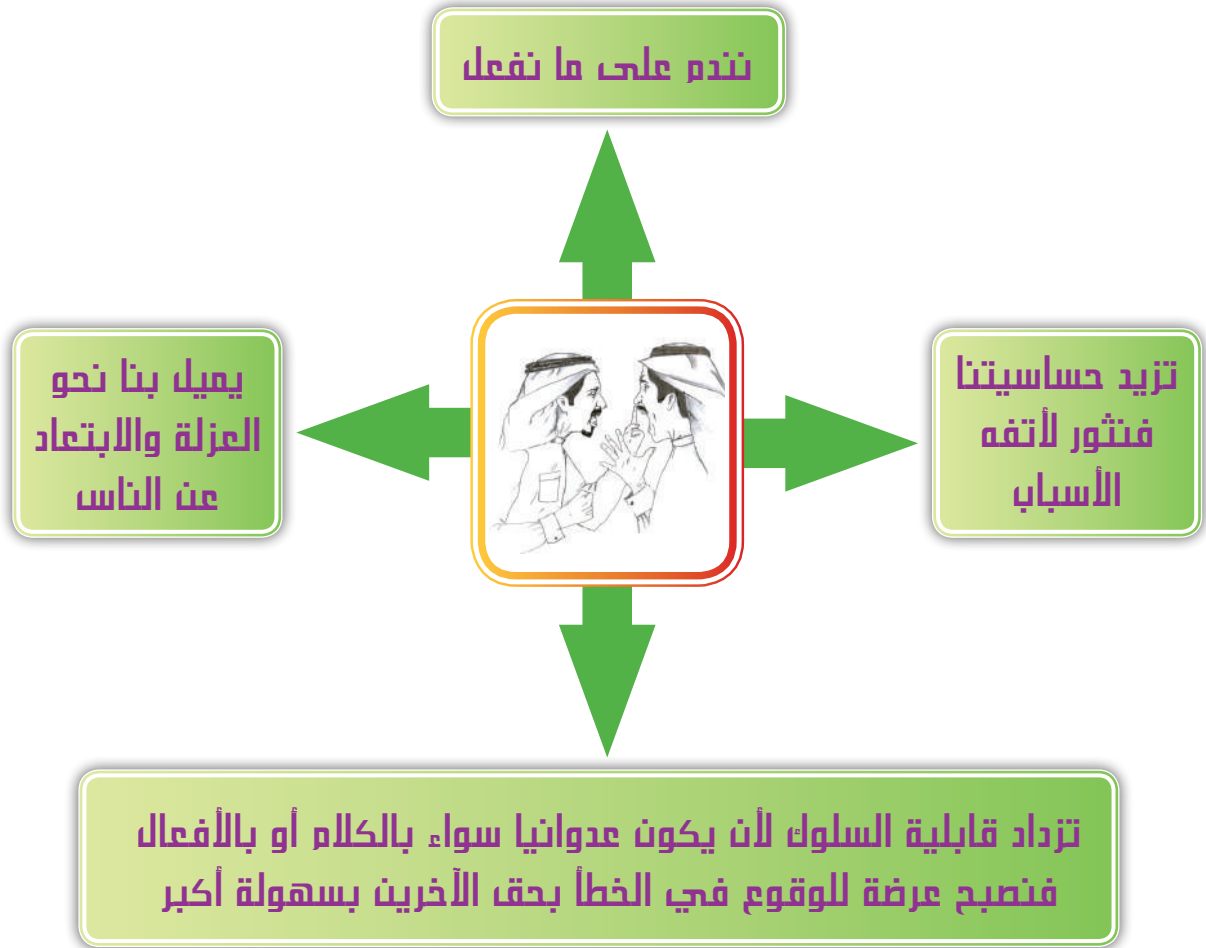 نندم على ما نفعل
تزيد حساسيتنا
فنثور لأتفه
الأسباب
يميل بنا نحو
العزلة والابتعاد
عن الناس
تزداد قابلية السلوك لأن يكون عدوانيا سواء بالكلام أو بالأفعال
فنصبح عرضة للوقوع في الخطأ بحق الآخرين بسهولة أكبر